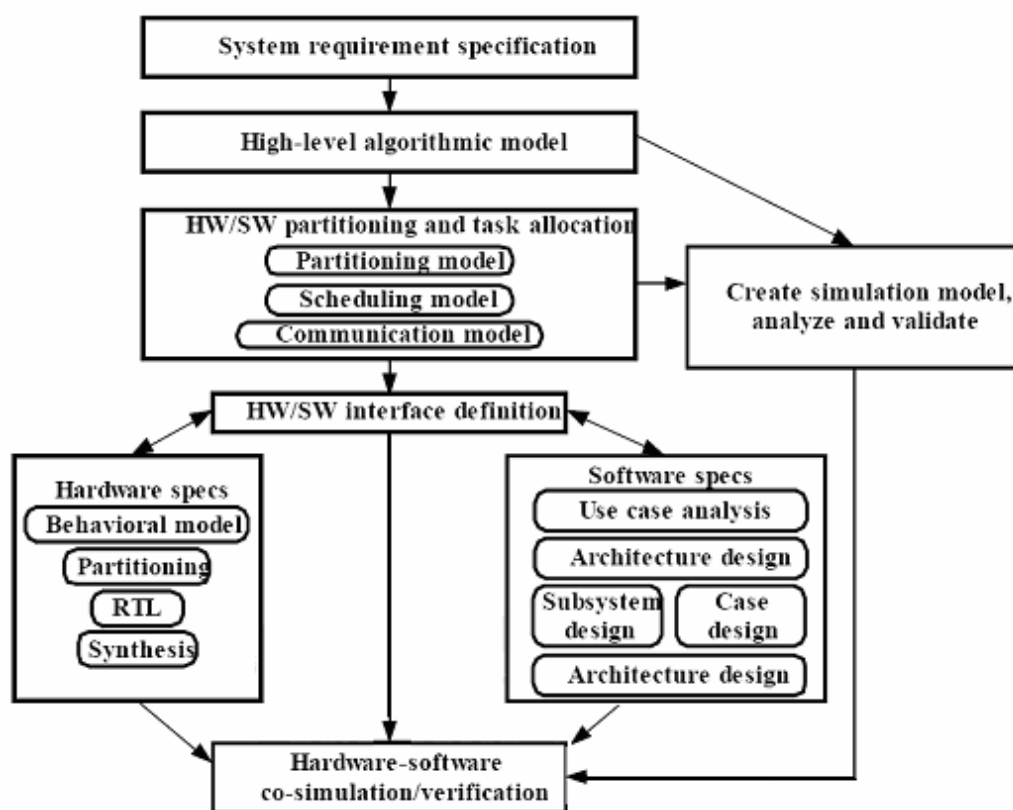 System requirement specification
High-level algorithmic model
HW/SW partitioning and task allocation
Partitioning model
Scheduling model
Communication model
Create simulation model,
analyze and validate
HW/SW interface definition
Hardware specs
Behavioral model
Partitioning
RTL
Synthesis
Software specs
Use case analysis
Architecture design
Subsystem
design
Case
design
Architecture design
Hardware-software
co-simulation/verification